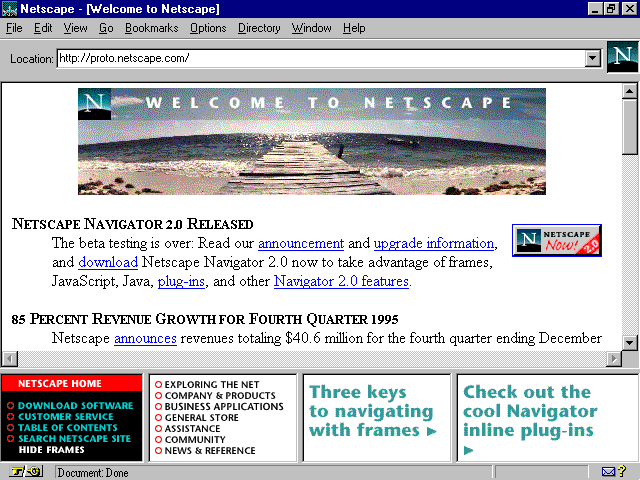 Netscape - [Welcome to Netscape]
File Edit View Go Bookmarks Options Directory Window Help
Location: http://proto.netscape.com/
N
N WELCOME TO NETSCAPE
NETSCAPE NAVIGATOR 2.0 RELEASED
The beta testing is over: Read our announcement and upgrade information,
and download Netscape Navigator 2.0 now to take advantage of frames,
JavaScript, Java, plug-ins, and other Navigator 2.0 features.
N NETSCAPE
Now! 2.0
85 PERCENT REVENUE GROWTH FOR FOURTH QUARTER 1995
Netscape announces revenues totaling $40.6 million for the fourth quarter ending December
NETSCAPE HOME
DOWNLOAD SOFTWARE
CUSTOMER SERVICE
TABLE OF CONTENTS
SEARCH NETSCAPE SITE
HIDE FRAMES
EXPLORING THE NET
COMPANY & PRODUCTS
BUSINESS APPLICATIONS
GENERAL STORE
ASSISTANCE
COMMUNITY
NEWS & REFERENCE
Three keys
to navigating
with frames
Check out the
cool Navigator
inline plug-ins
Document: Done
?